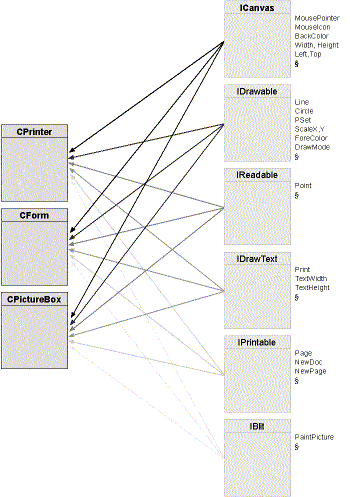 ICanvas
MousePointer
MouseIcon
BackColor
Width, Height
Left,Top
§
IDrawable
Line
Circle
PSet
ScaleX ,Y
ForeColor
DrawMode
§
CPrinter
IReadable
Point
§
CForm
IDrawText
Print
TextWidth
TextHeight
§
CPictureBox
IPrintable
Page
NewDoc
NewPage
§
IBlit
PaintPicture
§